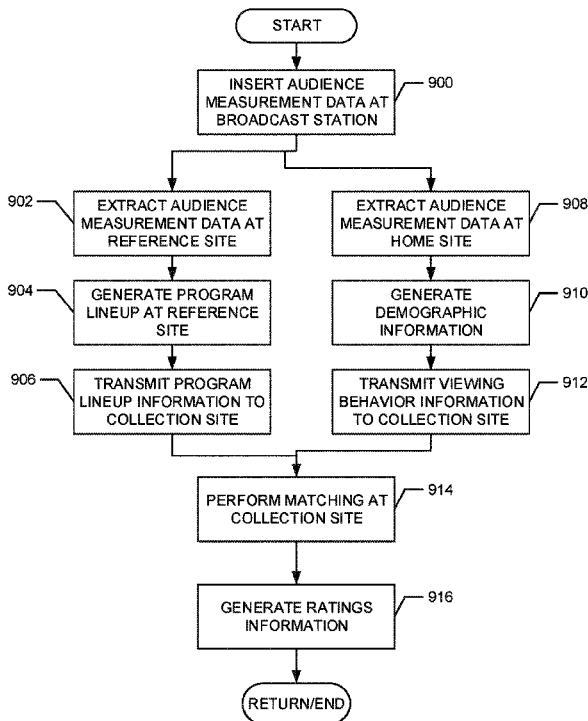 START
INSERT AUDIENCE
MEASUREMENT DATA AT
BROADCAST STATION
900
902
EXTRACT AUDIENCE
MEASUREMENT DATA AT
REFERENCE SITE
EXTRACT AUDIENCE
MEASUREMENT DATA AT
HOME SITE
908
904
GENERATE PROGRAM
LINEUP AT REFERENCE
SITE
GENERATE
DEMOGRAPHIC
INFORMATION
910
906
TRANSMIT PROGRAM
LINEUP INFORMATION TO
COLLECTION SITE
TRANSMIT VIEWING
BEHAVIOR INFORMATION
TO COLLECTION SITE
912
PERFORM MATCHING AT
COLLECTION SITE
914
GENERATE RATINGS
INFORMATION
916
RETURN/END